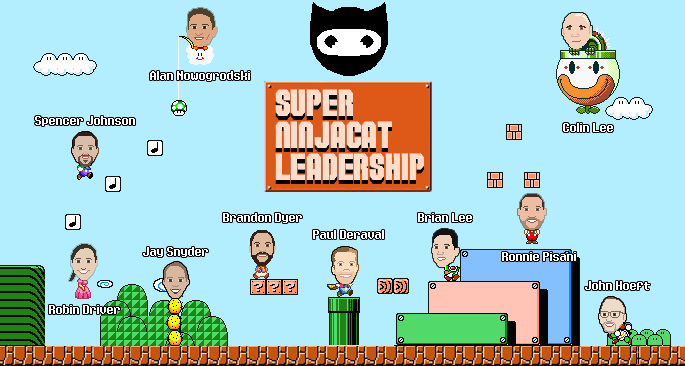 Alan Nowogrodski
SUPER
NINJACAT
LEADERSHIP
Colin Lee
Spencer Johnson
Brandon Dyer
Paul Deraval
Brian Lee
Jay Snyder
Ronnie Pisani
Robin Driver
John Hoeft
? ? ?